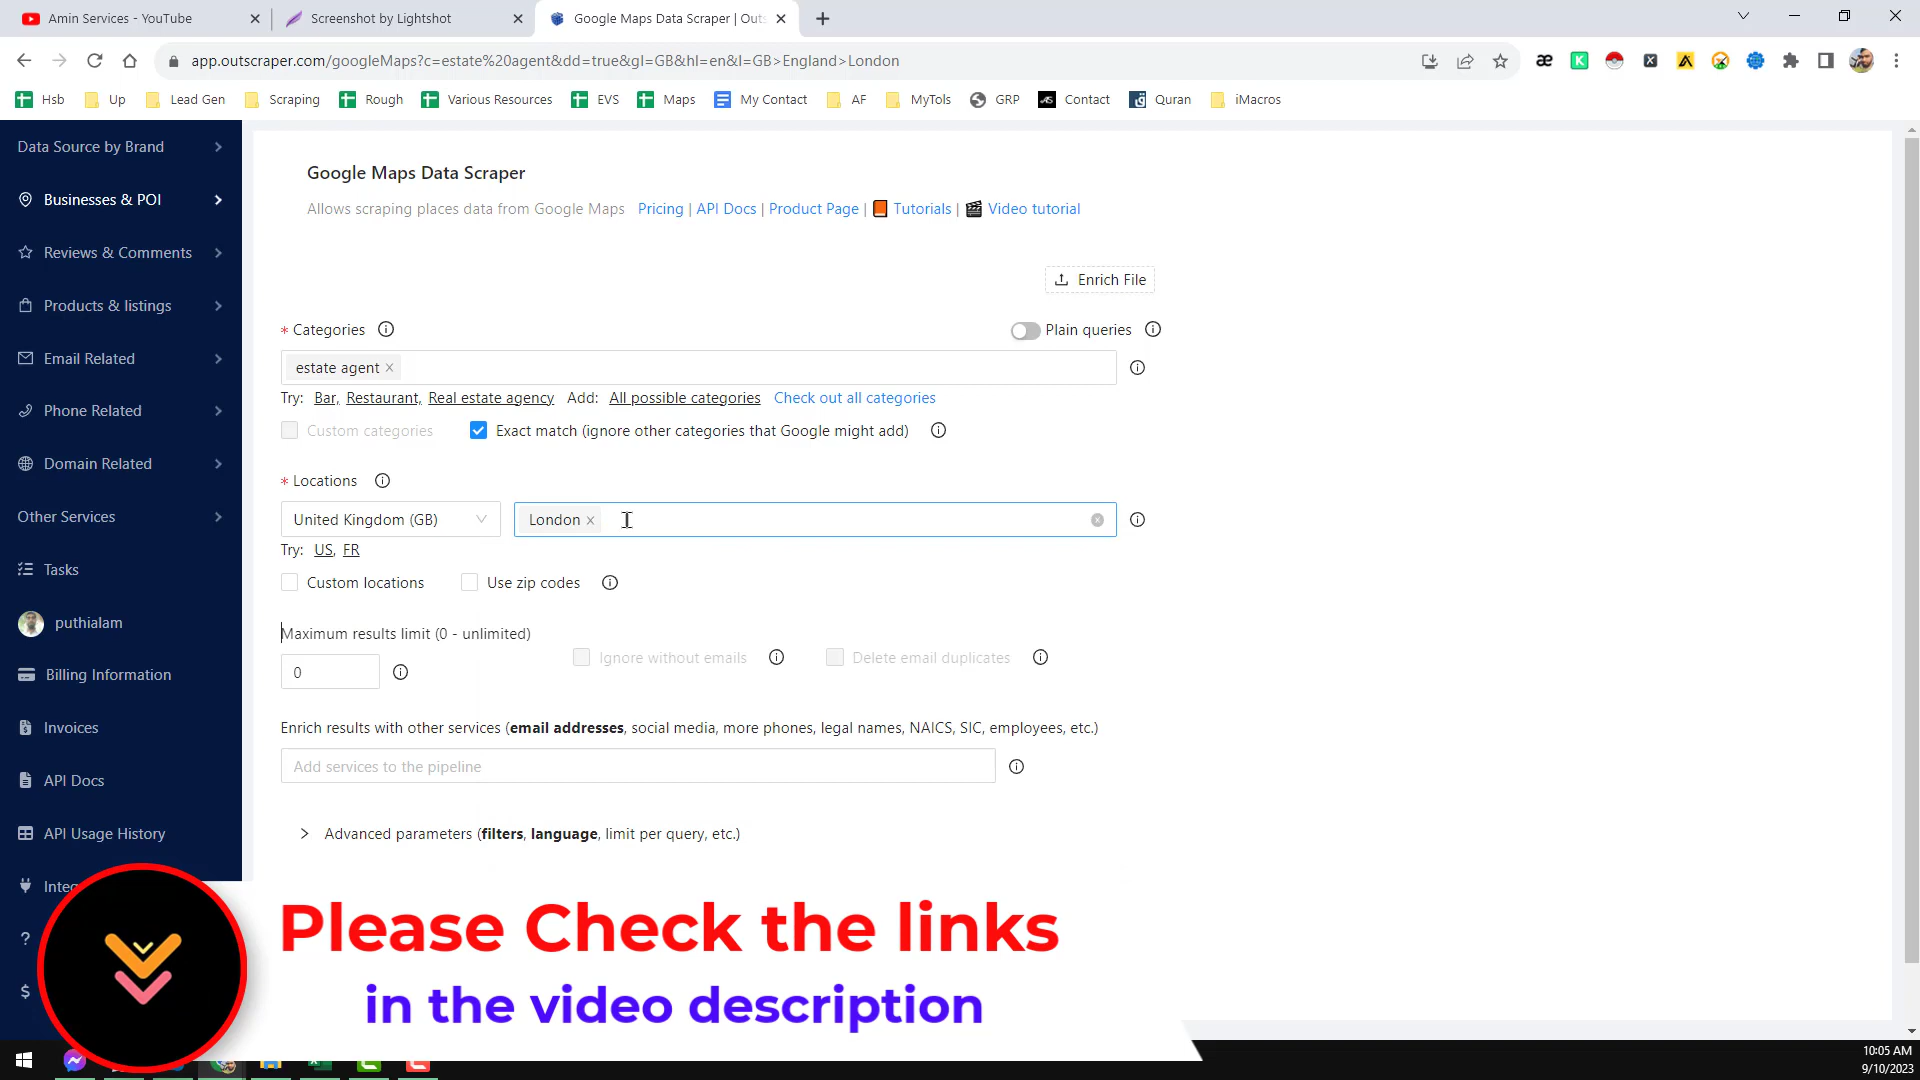 Amin Services - YouTube
Screenshot by Lightshot
Google Maps Data Scraper | Outs
app.outscraper.com/googleMaps?c=estate%20agent&dd=true&gl=GB&hl=en&l=GB>England>London
Hsb
Up
Lead Gen
Scraping
Rough
Various Resources
EVS
Maps
My Contact
AF
MyTols
GRP
Contact
Quran
iMacros
Data Source by Brand
Businesses & POI
Reviews & Comments
Products & listings
Email Related
Phone Related
Domain Related
Other Services
Tasks
puthialam
Billing Information
Invoices
API Docs
API Usage History
Google Maps Data Scraper
Allows scraping places data from Google Maps Pricing | API Docs | Product Page | Tutorials | Video tutorial
Enrich File
* Categories
Plain queries
estate agent
Try: Bar, Restaurant, Real estate agency Add: All possible categories Check out all categories
Custom categories
Exact match (ignore other categories that Google might add)
* Locations
United Kingdom (GB)
London
Try: US, FR
Custom locations
Use zip codes
Maximum results limit (0 - unlimited)
0
Ignore without emails
Delete email duplicates
Enrich results with other services (email addresses, social media, more phones, legal names, NAICS, SIC, employees, etc.)
Add services to the pipeline
Advanced parameters (filters, language, limit per query, etc.)
Please Check the links
in the video description
10:05 AM
9/10/2023